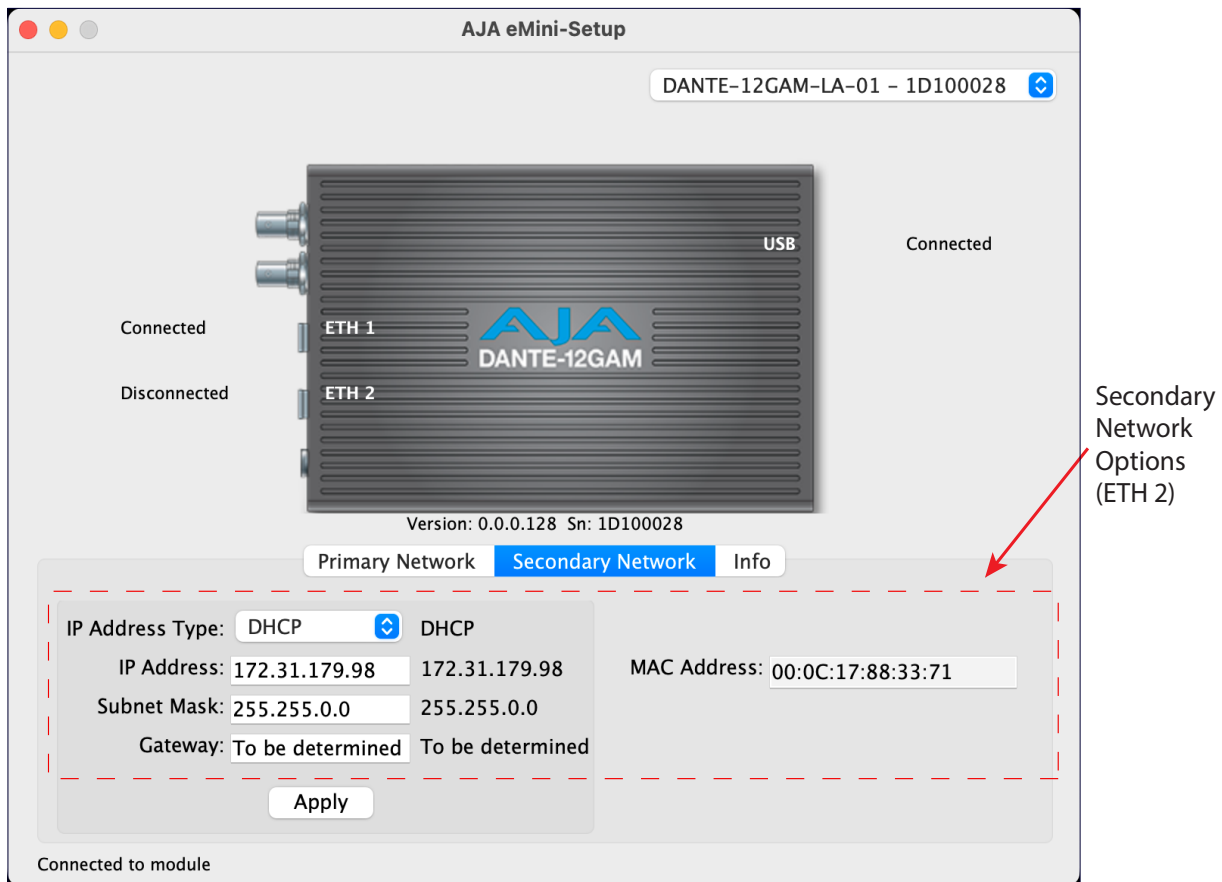 AJA eMini-Setup
DANTE-12GAM-LA-01 - 1D100028
USB
Connected
Connected
ETH 1
AJA
DANTE-12GAM
Disconnected
ETH 2
Secondary
Network
Options
(ETH 2)
Version: 0.0.0.128 Sn: 1D100028
Primary Network
Secondary Network
Info
IP Address Type: DHCP DHCP
IP Address: 172.31.179.98 172.31.179.98
MAC Address: 00:0C:17:88:33:71
Subnet Mask: 255.255.0.0 255.255.0.0
Gateway: To be determined To be determined
Apply
Connected to module